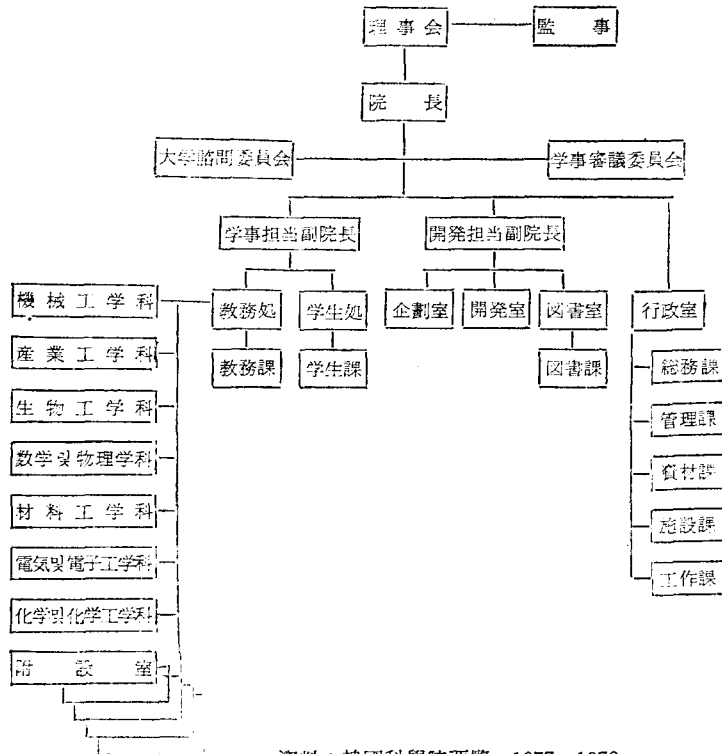 理事会
監事
院長
大学諮問委員会
学事審議委員会
学事担当副院長
開発担当副院長
機械工学科
教務処
学生処
企劃室
開発室
図書室
行政室
産業工学科
教務課
学生課
図書課
総務課
生物工学科
管理課
数学및物理学科
資材課
材料工学科
施設課
電気및電子工学科
工作課
化学및化学工学科
附設室
資料：韓国科學院要覧, 1977～1978